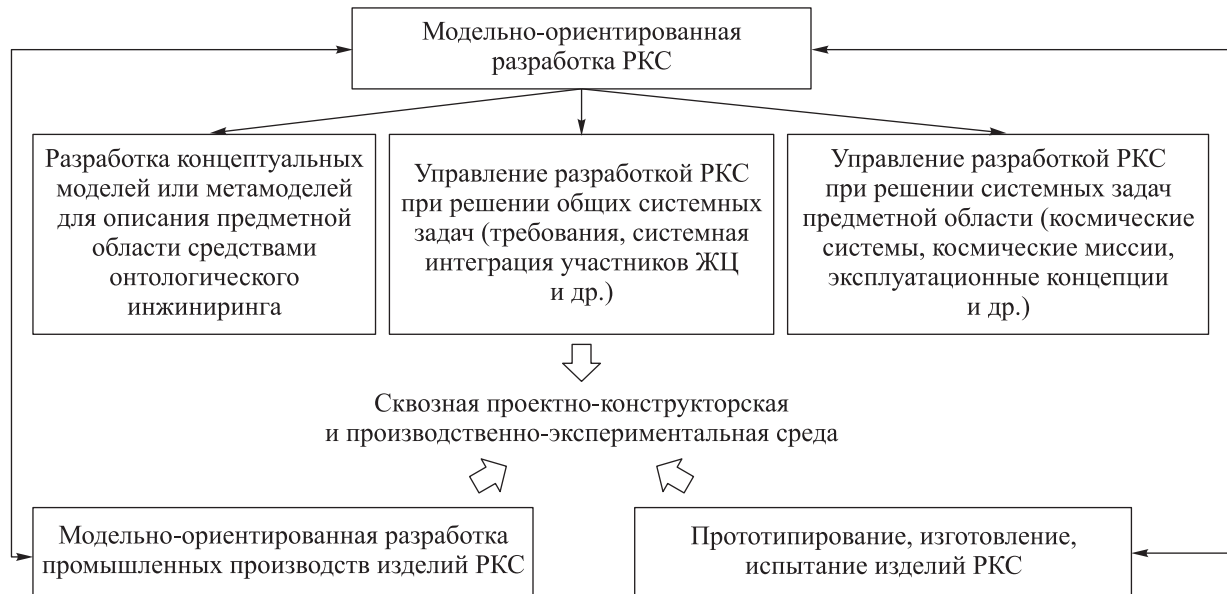 Модельно-ориентированная
разработка РКС
Разработка концептуальных
моделей или метамоделей
для описания предметной
области средствами
онтологического
инжиниринга
Управление разработкой РКС
при решении общих системных
задач (требования, системная
интеграция участников ЖЦ
и др.)
Управление разработкой РКС
при решении системных задач
предметной области (космические
системы, космические миссии,
эксплуатационные концепции
и др.)
Сквозная проектно-конструкторская
и производственно-экспериментальная среда
Модельно-ориентированная разработка
промышленных производств изделий РКС
Прототипирование, изготовление,
испытание изделий РКС